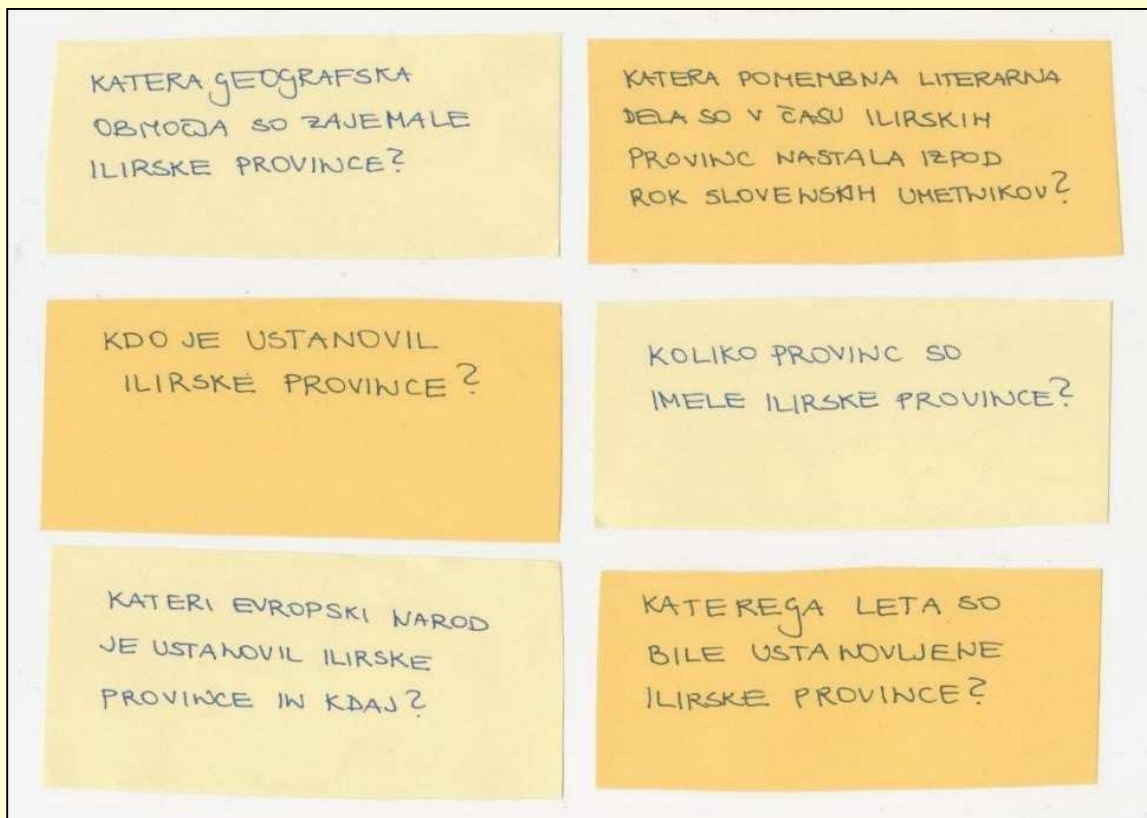 KATERA GEOGRAFSKA
OBMOČJA SO ZAJEMALE
ILIRSKE PROVINCE?
KATERA POMEMBNA LITERARNA
DELA SO V ČASU ILIRSKIH
PROVINC NASTALA IZPOD
ROK SLOVENSKIH UMETNIKOV?
KDO JE USTANOVIL
ILIRSKE PROVINCE?
KOLIKO PROVINC SO
IMELE ILIRSKE PROVINCE?
KATERI EVROPSKI NAROD
JE USTANOVIL ILIRSKE
PROVINCE IN KDAJ?
KATEREGA LETA SO
BILE USTANOVLJENE
ILIRSKE PROVINCE?